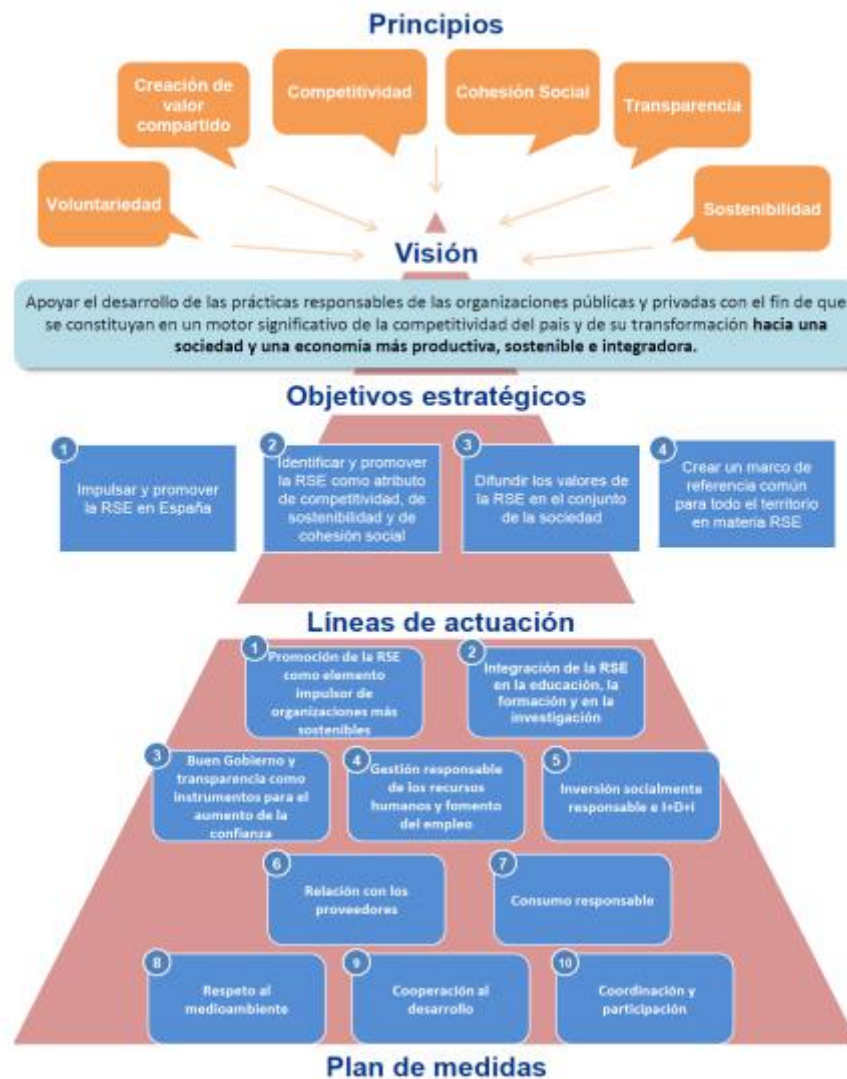 Principios
Creación de
valor
compartido
Competitividad
Cohesión Social
Transparencia
Voluntariedad
Sostenibilidad
Visión
Apoyar el desarrollo de las prácticas responsables de las organizaciones públicas y privadas con el fin de que
se constituyan en un motor significativo de la competitividad del país y de su transformación hacia una
sociedad y una economía más productiva, sostenible e integradora.
Objetivos estratégicos
1
Impulsar y promover
la RSE en España
2
Identificar y promover
la RSE como atributo
de competitividad, de
sostenibilidad y de
cohesión social
3
Difundir los valores de
la RSE en el conjunto
de la sociedad
4
Crear un marco de
referencia común
para todo el territorio
en materia RSE
Líneas de actuación
1
Promoción de la RSE
como elemento
impulsor de
organizaciones más
sostenibles
2
Integración de la RSE
en la educación, la
formación y en la
investigación
3
Buen Gobierno y
transparencia como
instrumentos para el
aumento de la
confianza
4
Gestión responsable
de los recursos
humanos y fomento
del empleo
5
Inversión socialmente
responsable e I+D+i
6
Relación con los
proveedores
7
Consumo responsable
8
Respeto al
medioambiente
9
Cooperación al
desarrollo
10
Coordinación y
participación
Plan de medidas